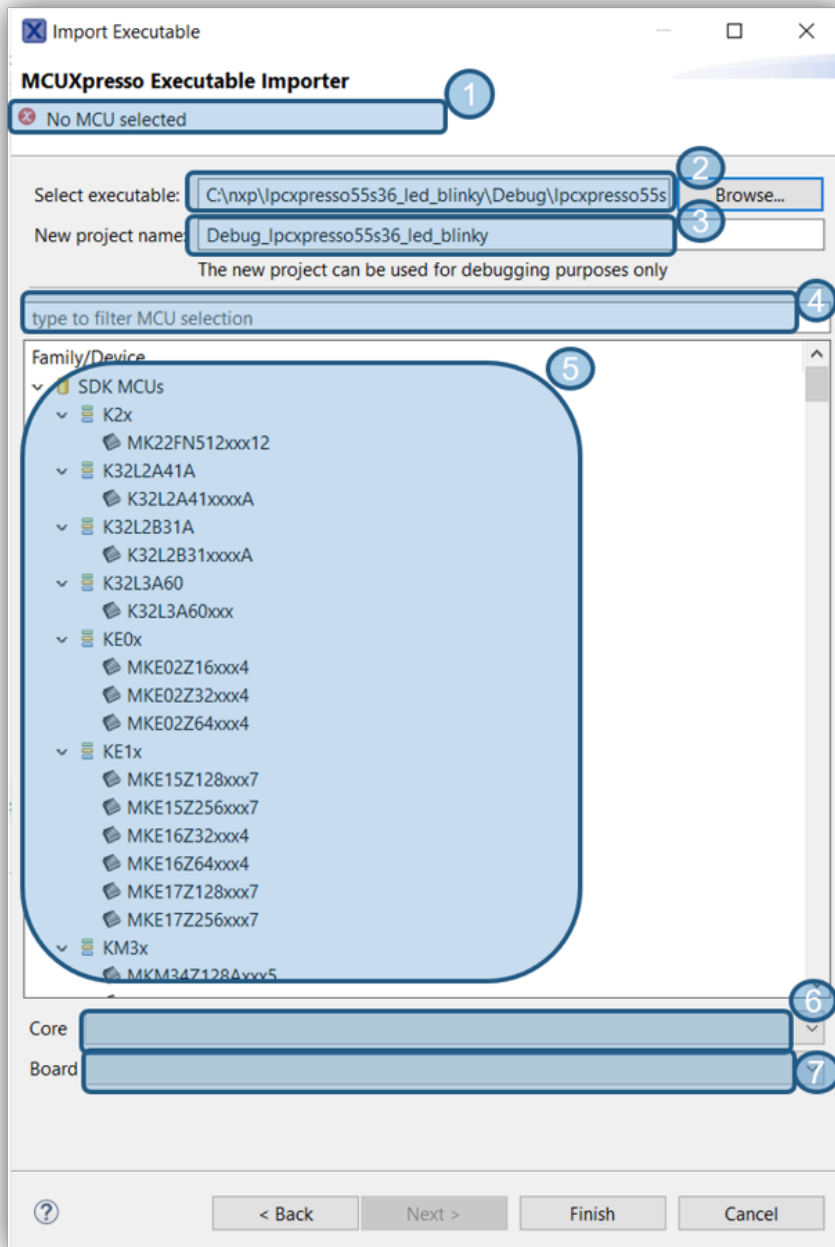 Import Executable
MCUXpresso Executable Importer
1
No MCU selected
2
Select executable: C:\nxp\lpcxpresso55s36_led_blinky\Debug\lpcxpresso55s Browse...
3
New project name: Debug_lpcxpresso55s36_led_blinky
The new project can be used for debugging purposes only
4
type to filter MCU selection
Family/Device
5
SDK MCUs
K2x
MK22FN512xxx12
K32L2A41A
K32L2A41xxxxA
K32L2B31A
K32L2B31xxxxA
K32L3A60
K32L3A60xxx
KE0x
MKE02Z16xxx4
MKE02Z32xxx4
MKE02Z64xxx4
KE1x
MKE15Z128xxx7
MKE15Z256xxx7
MKE16Z32xxx4
MKE16Z64xxx4
MKE17Z128xxx7
MKE17Z256xxx7
KM3x
MKM34Z128Axxx5
6
Core
Board
7
? < Back Next > Finish Cancel